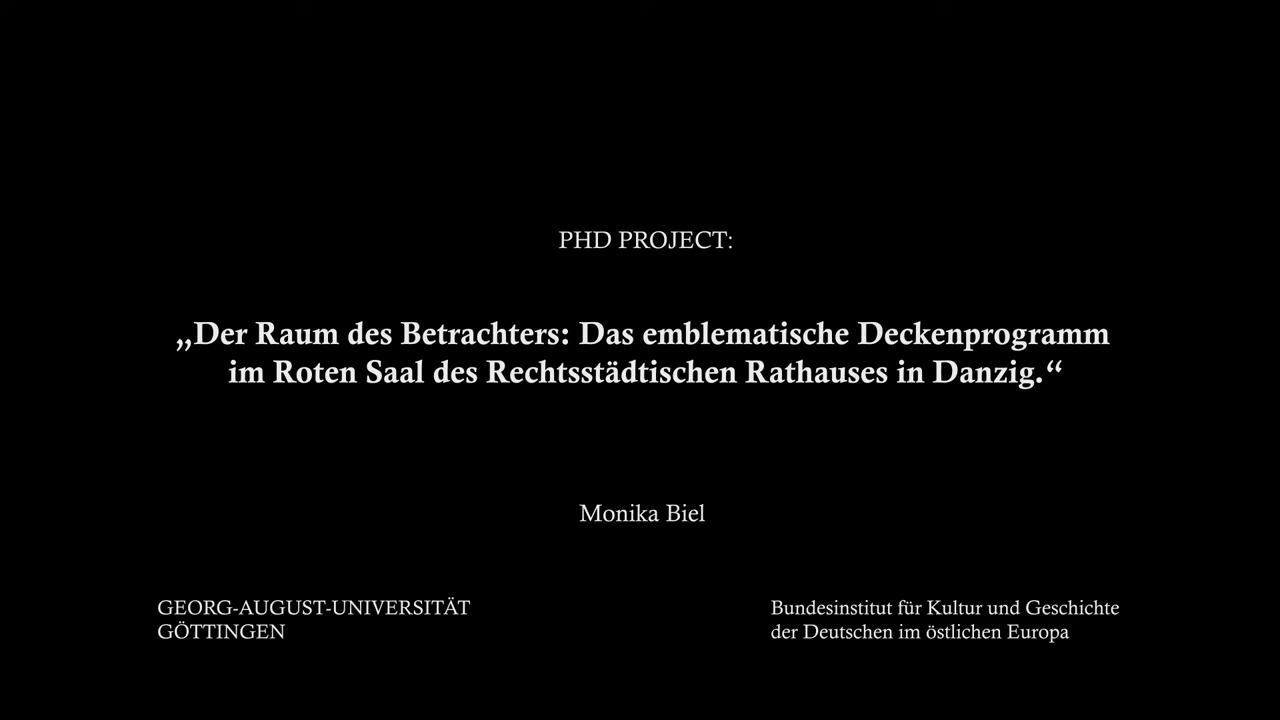 PHD PROJECT:
„Der Raum des Betrachters: Das emblematische Deckenprogramm
im Roten Saal des Rechtsstädtischen Rathauses in Danzig.“
Monika Biel
GEORG-AUGUST-UNIVERSITÄT
GÖTTINGEN
Bundesinstitut für Kultur und Geschichte
der Deutschen im östlichen Europa